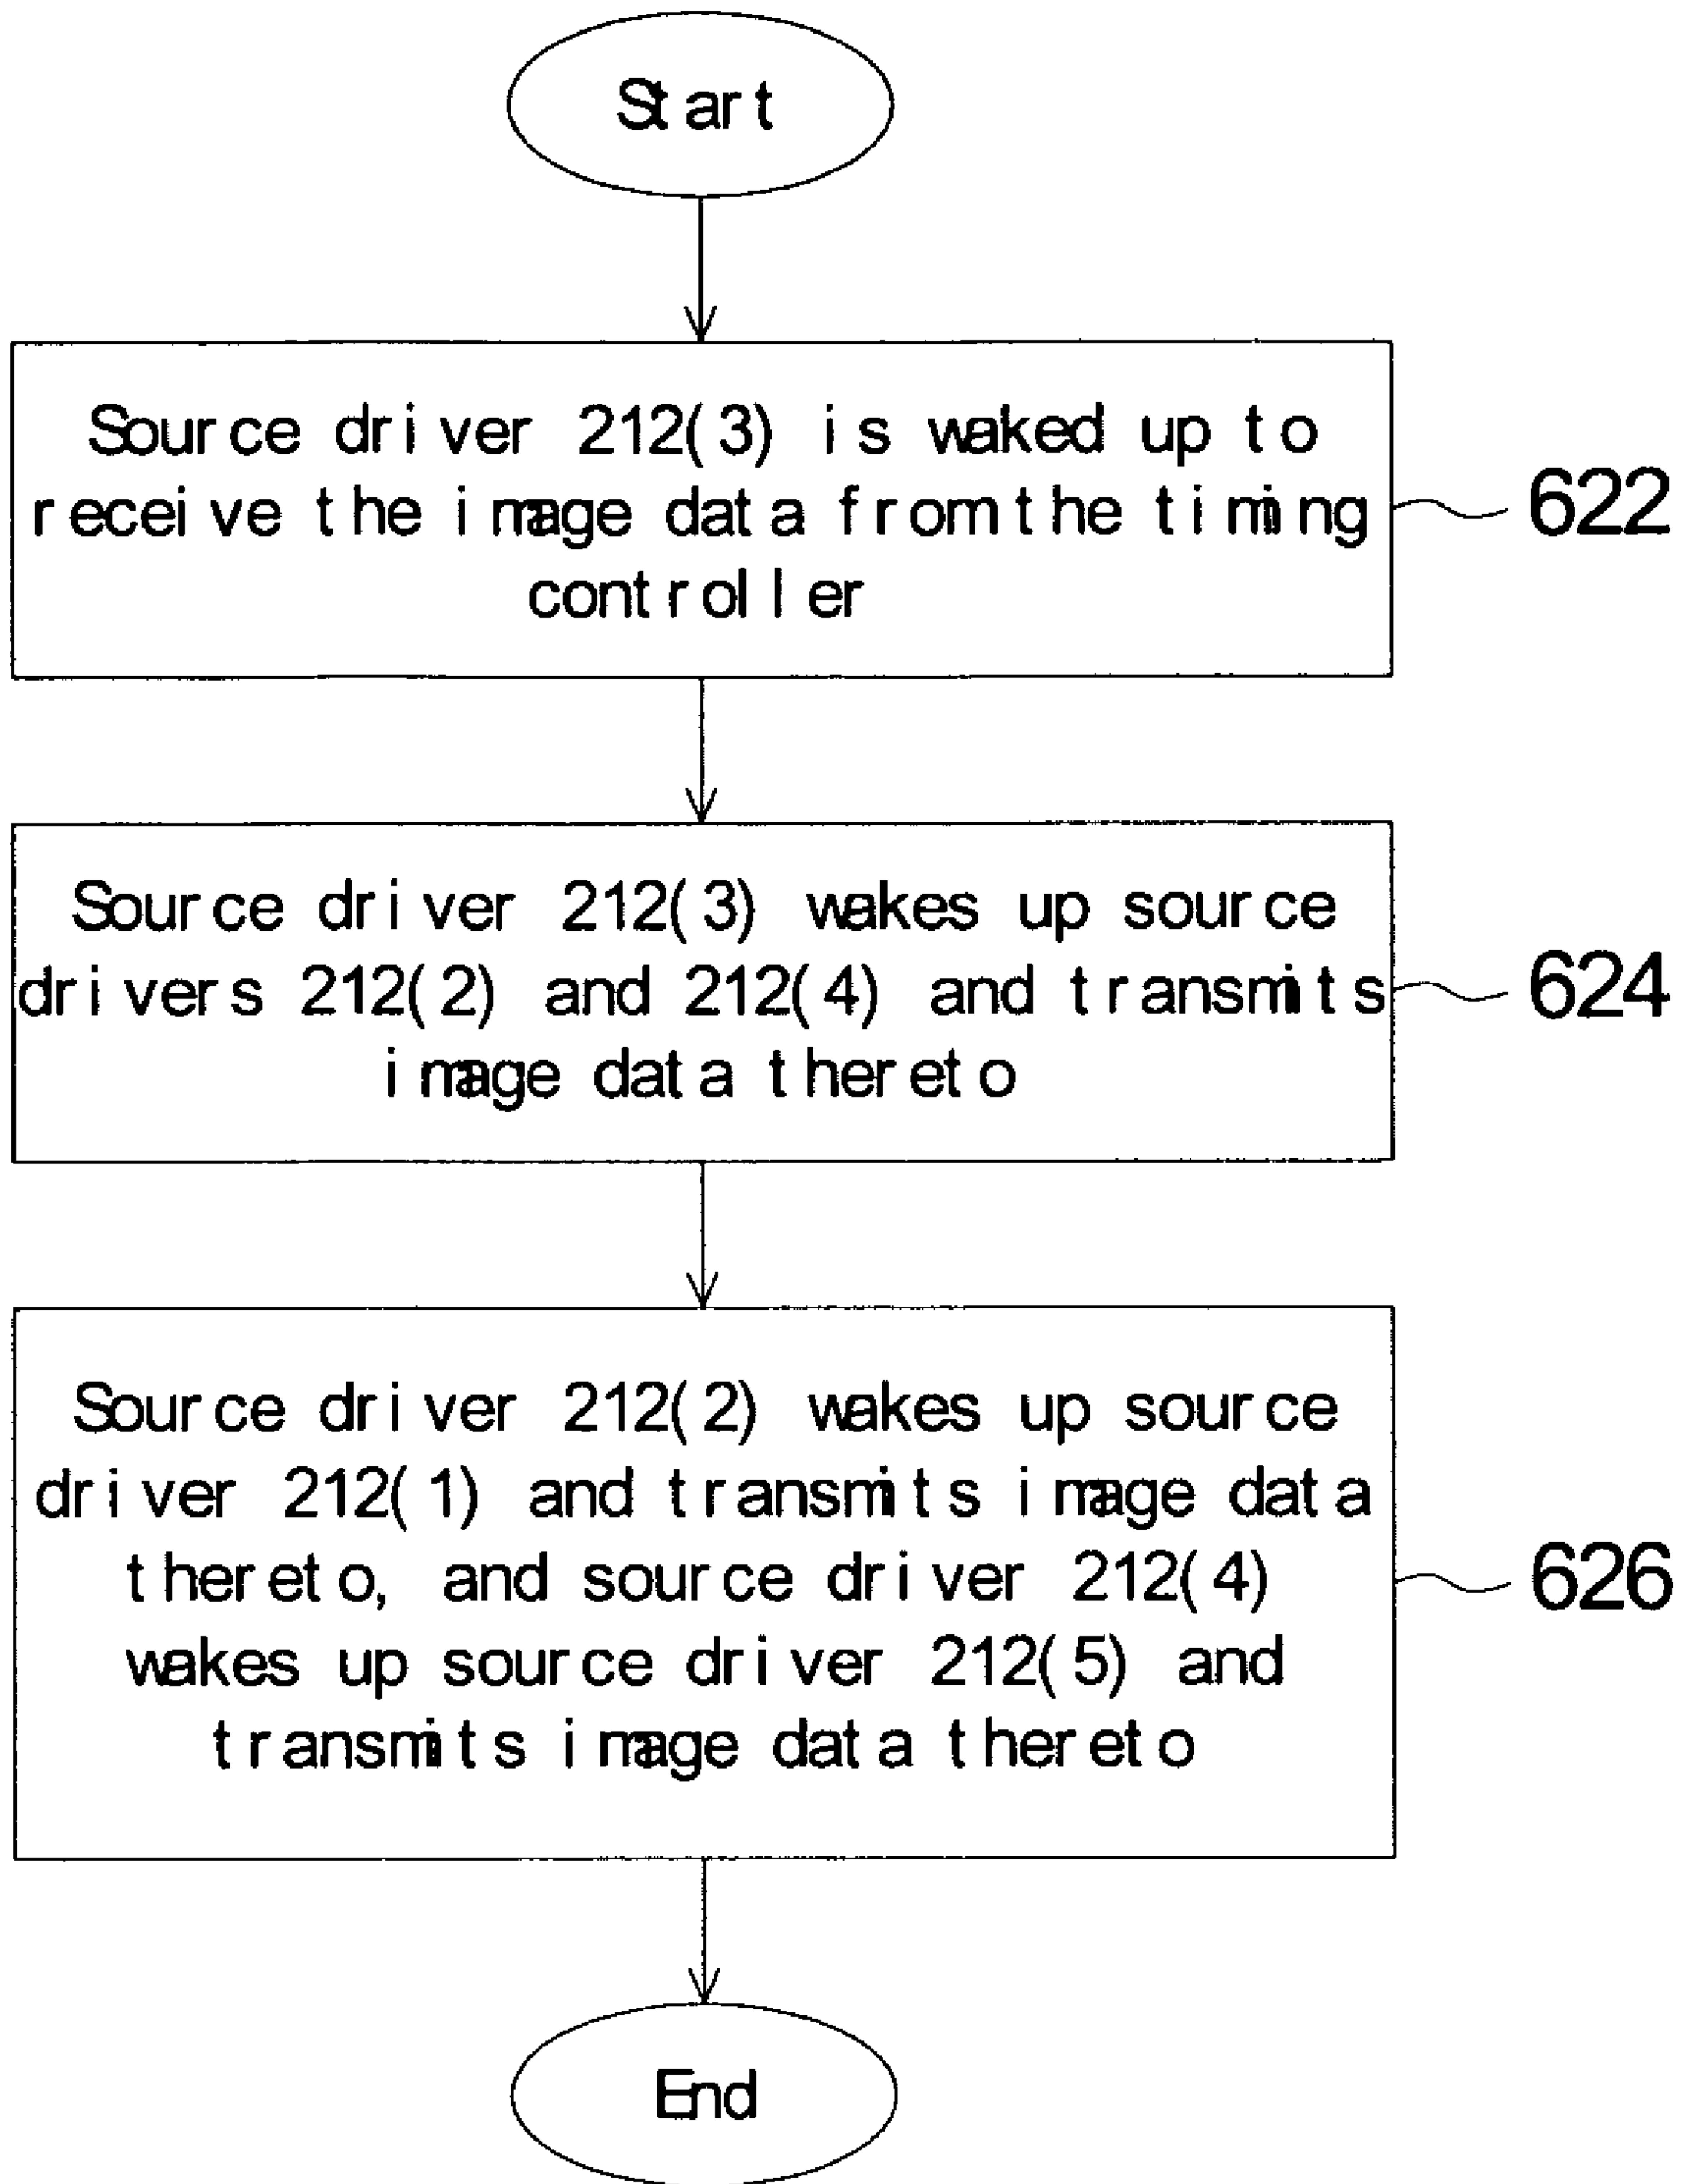 Start
Source driver 212(3) is waked up to
receive the image data from the timing
controller
622
Source driver 212(3) wakes up source
drivers 212(2) and 212(4) and transmits
image data thereto
624
Source driver 212(2) wakes up source
driver 212(1) and transmits image data
thereto, and source driver 212(4)
wakes up source driver 212(5) and
transmits image data thereto
626
End